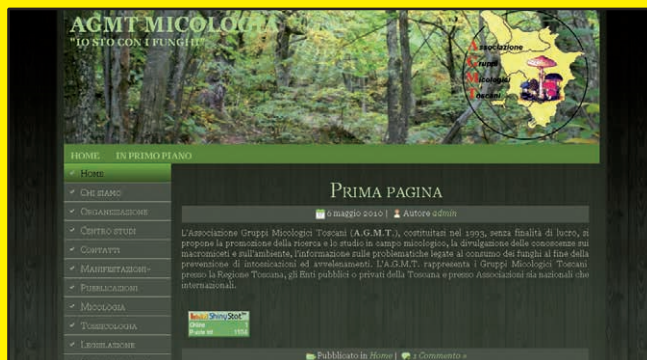 AGMT MICOLOGIA
"IO STO CON I FUNGHI"
Associazione
Gruppi
Micologici
Toscani
HOME IN PRIMO PIANO
HOME
CHI SIAMO
ORGANIZZAZIONE
CENTRO STUDI
CONTATTI
MANIFESTAZIONI»
PUBBLICAZIONI
MICOLOGIA
TOSSICOLOGIA
LEGISLAZIONE
PRIMA PAGINA
6 maggio 2010 | Autore admin
L'Associazione Gruppi Micologici Toscani (A.G.M.T.), costituitasi nel 1993, senza finalità di lucro, si
propone la promozione della ricerca e lo studio in campo micologico, la divulgazione delle conoscenze sui
macromiceti e sull'ambiente, l'informazione sulle problematiche legate al consumo dei funghi al fine della
prevenzione di intossicazioni ed avvelenamenti. L'A.G.M.T. rappresenta i Gruppi Micologici Toscani
presso la Regione Toscana, gli Enti pubblici o privati della Toscana e presso Associazioni sia nazionali che
internazionali.
ShinyStat™
Online 1
Pubblicato in Home | 1 Commento »